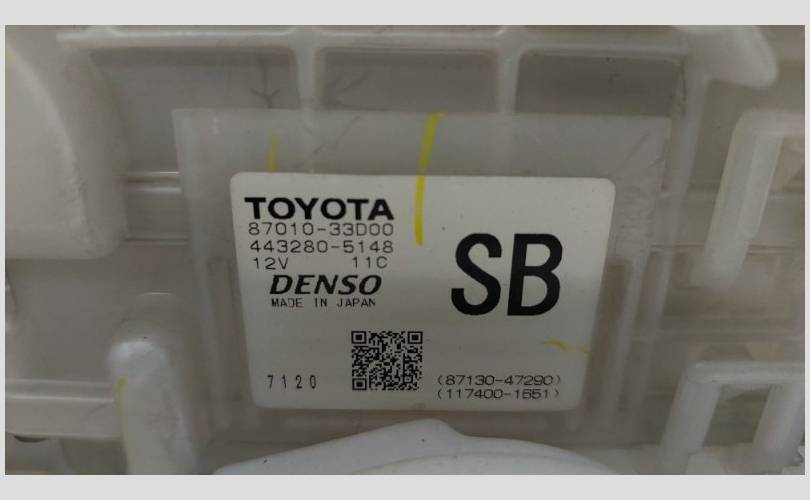 TOYOTA
87010-33D00
443280-5148
12V 11C
DENSO
MADE IN JAPAN
SB
7120
(87130-47290)
(117400-1651)